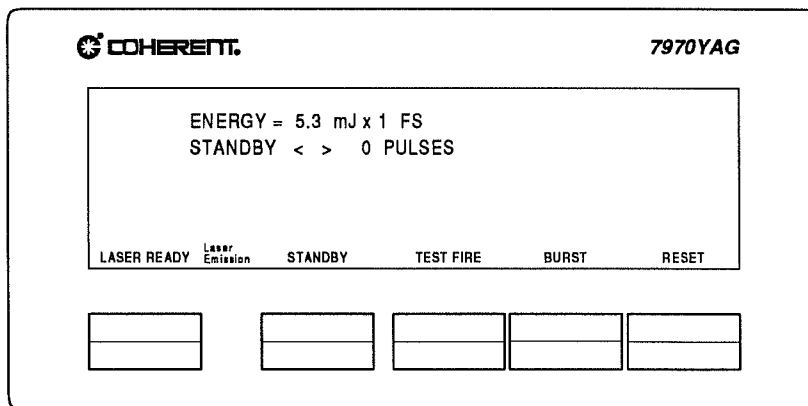 COHERENT. 7970YAG
ENERGY = 5.3 mJ x 1 FS
STANDBY < > 0 PULSES
LASER READY Laser Emission STANDBY TEST FIRE BURST RESET